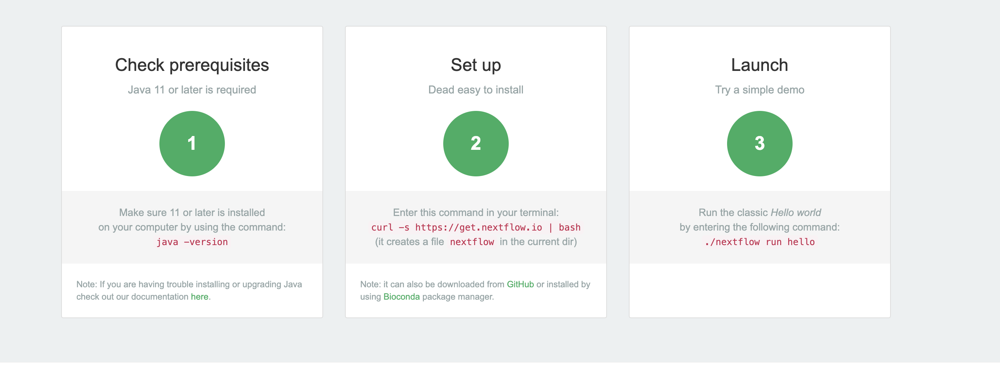 Check prerequisites
Java 11 or later is required
1
Make sure 11 or later is installed
on your computer by using the command:
java -version
Note: If you are having trouble installing or upgrading Java
check out our documentation here.
Set up
Dead easy to install
2
Enter this command in your terminal:
curl -s https://get.nextflow.io | bash
(it creates a file nextflow in the current dir)
Note: it can also be downloaded from GitHub or installed by
using Bioconda package manager.
Launch
Try a simple demo
3
Run the classic Hello world
by entering the following command:
./nextflow run hello